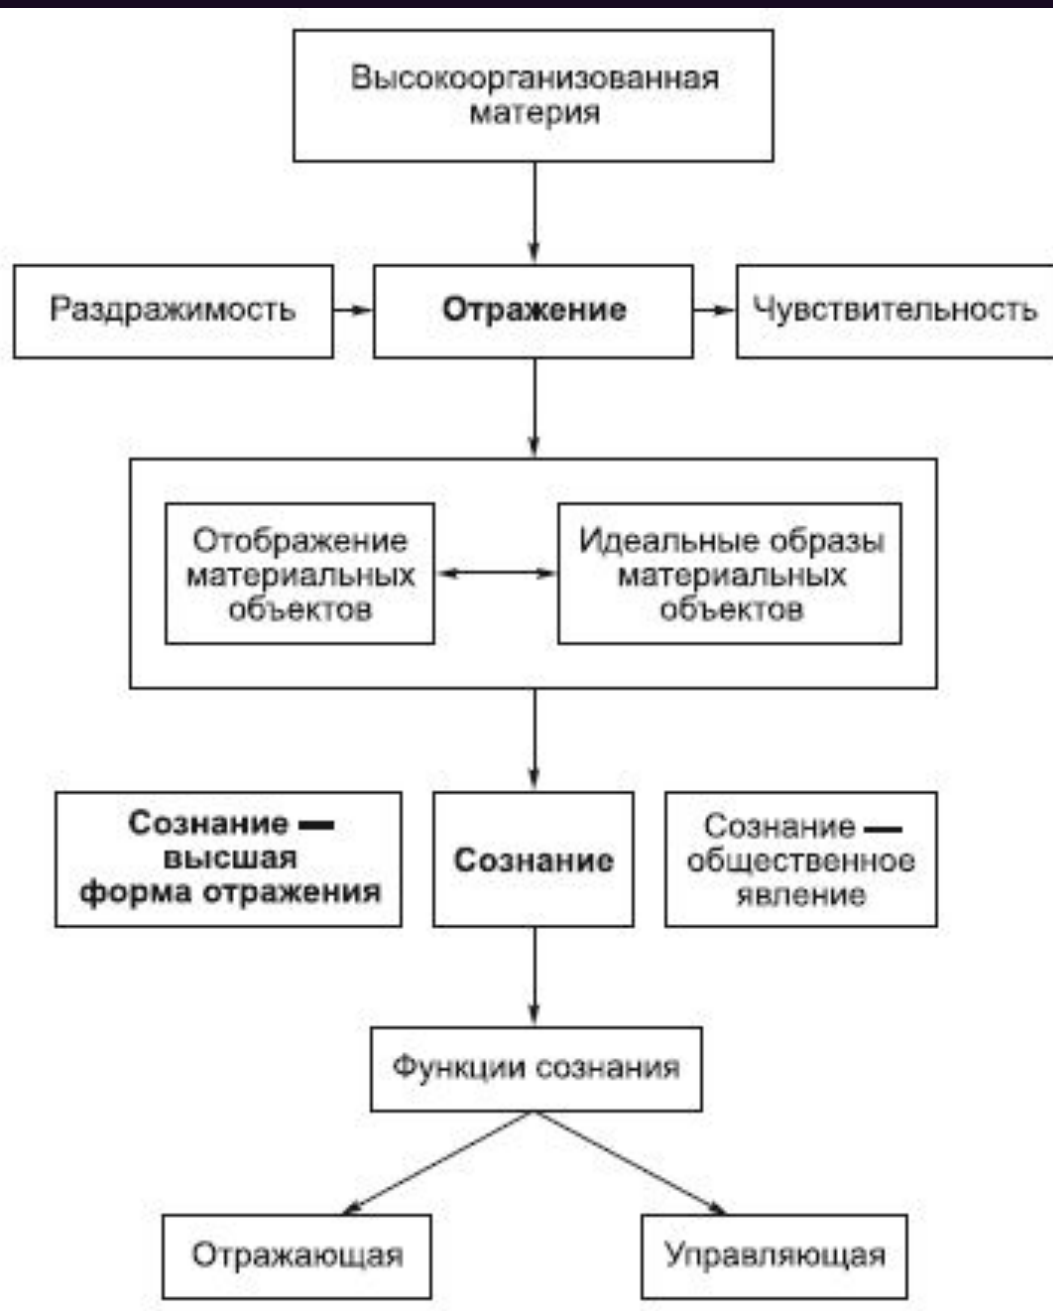 Высокоорганизованная
материя
Раздражимость
Отражение
Чувствительность
Отображение
материальных
объектов
Идеальные образы
материальных
объектов
Сознание —
высшая
форма отражения
Сознание
Сознание —
общественное
явление
Функции сознания
Отражающая
Управляющая